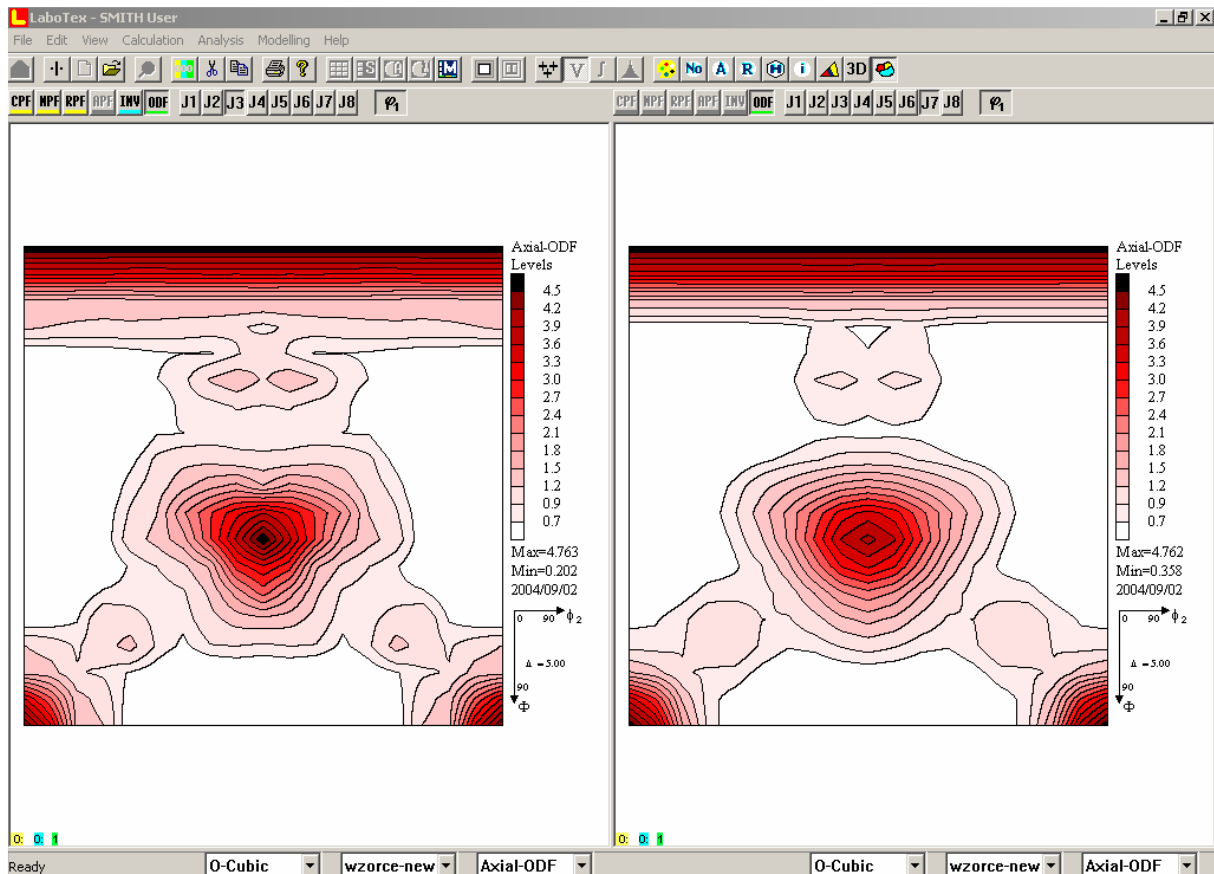 LaboTex - SMITH User
File Edit View Calculation Analysis Modelling Help
No A R H i 3D
CPF NPF RPF APF INV ODF J1 J2 J3 J4 J5 J6 J7 J8 φ1
CPF NPF RPF APF INV ODF J1 J2 J3 J4 J5 J6 J7 J8 φ1
Axial-ODF
Levels
4.5
4.2
3.9
3.6
3.3
3.0
2.7
2.4
2.1
1.8
1.5
1.2
0.9
0.7
Max=4.763
Min=0.202
2004/09/02
0 90 ϕ2
Δ =5.00
90
Φ
Axial-ODF
Levels
4.5
4.2
3.9
3.6
3.3
3.0
2.7
2.4
2.1
1.8
1.5
1.2
0.9
0.7
Max=4.762
Min=0.358
2004/09/02
0 90 ϕ2
Δ =5.00
90
Φ
0: 0: 1
Ready O-Cubic wzorce-new Axial-ODF O-Cubic wzorce-new Axial-ODF